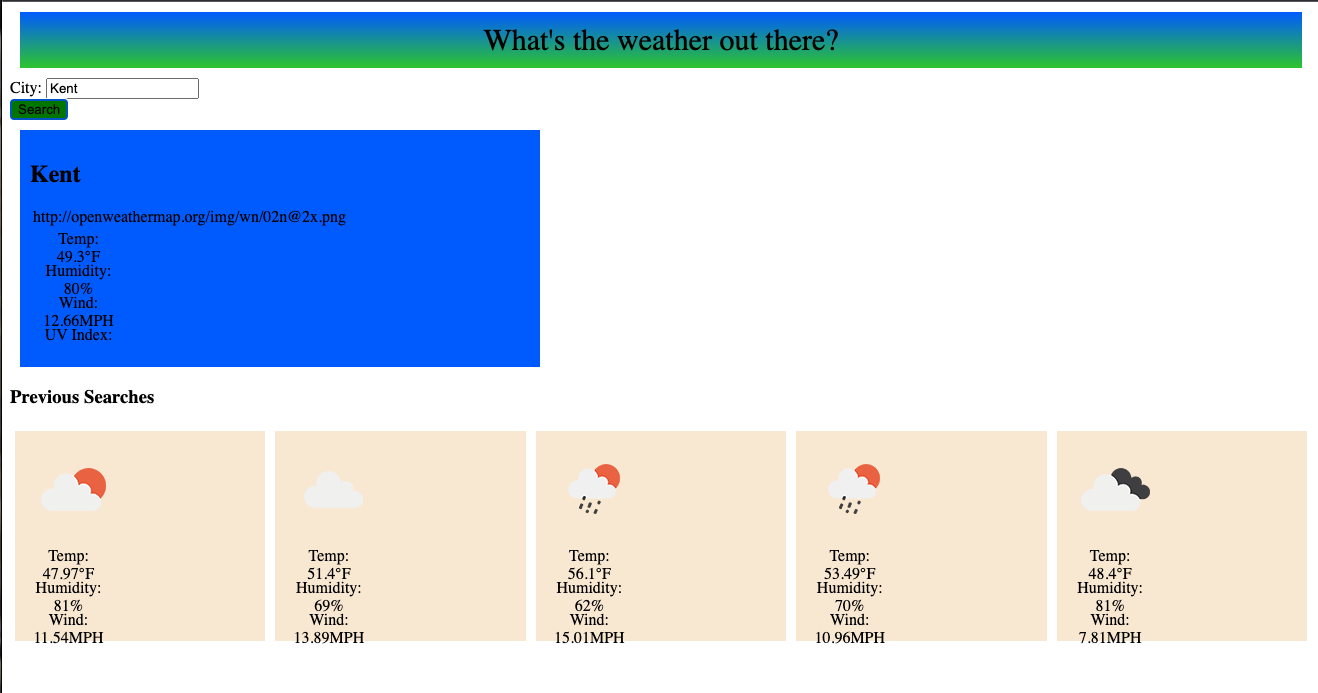 What's the weather out there?
City: Kent
Search
Kent
http://openweathermap.org/img/wn/02n@2x.png
Temp:
49.3°F
Humidity:
80%
Wind:
12.66MPH
UV Index:
Previous Searches
Temp:
47.97°F
Humidity:
81%
Wind:
11.54MPH
Temp:
51.4°F
Humidity:
69%
Wind:
13.89MPH
Temp:
56.1°F
Humidity:
62%
Wind:
15.01MPH
Temp:
53.49°F
Humidity:
70%
Wind:
10.96MPH
Temp:
48.4°F
Humidity:
81%
Wind:
7.81MPH